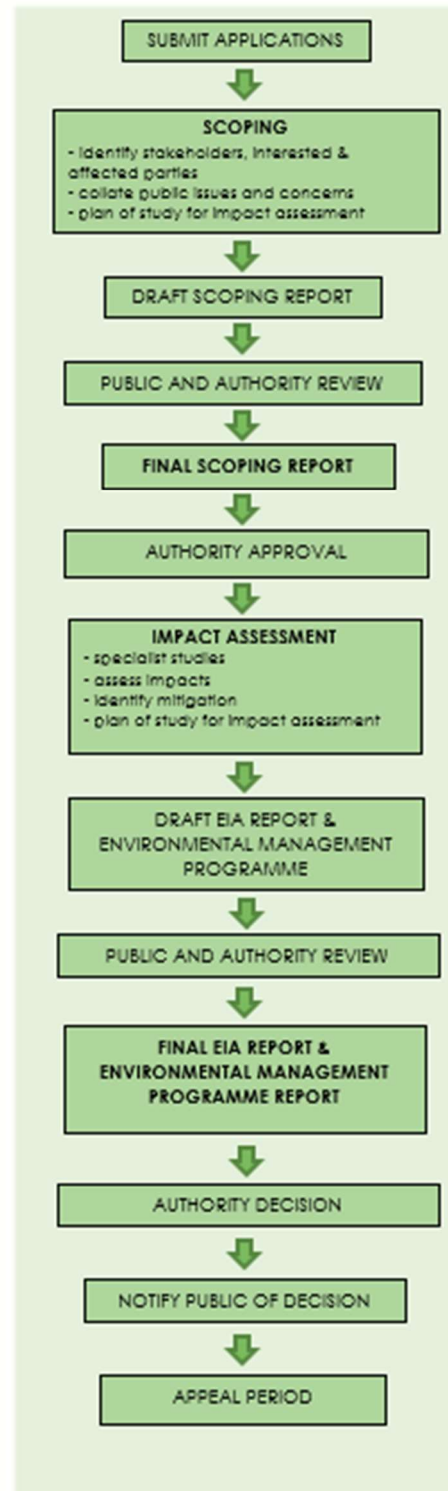 SUBMIT APPLICATIONS
SCOPING
- Identify stakeholders, Interested &
affected parties
- collate public issues and concerns
- plan of study for impact assessment
DRAFT SCOPING REPORT
PUBLIC AND AUTHORITY REVIEW
FINAL SCOPING REPORT
AUTHORITY APPROVAL
IMPACT ASSESSMENT
- specialist studies
- assess impacts
- identify mitigation
- plan of study for impact assessment
DRAFT EIA REPORT &
ENVIRONMENTAL MANAGEMENT
PROGRAMME
PUBLIC AND AUTHORITY REVIEW
FINAL EIA REPORT &
ENVIRONMENTAL MANAGEMENT
PROGRAMME REPORT
AUTHORITY DECISION
NOTIFY PUBLIC OF DECISION
APPEAL PERIOD